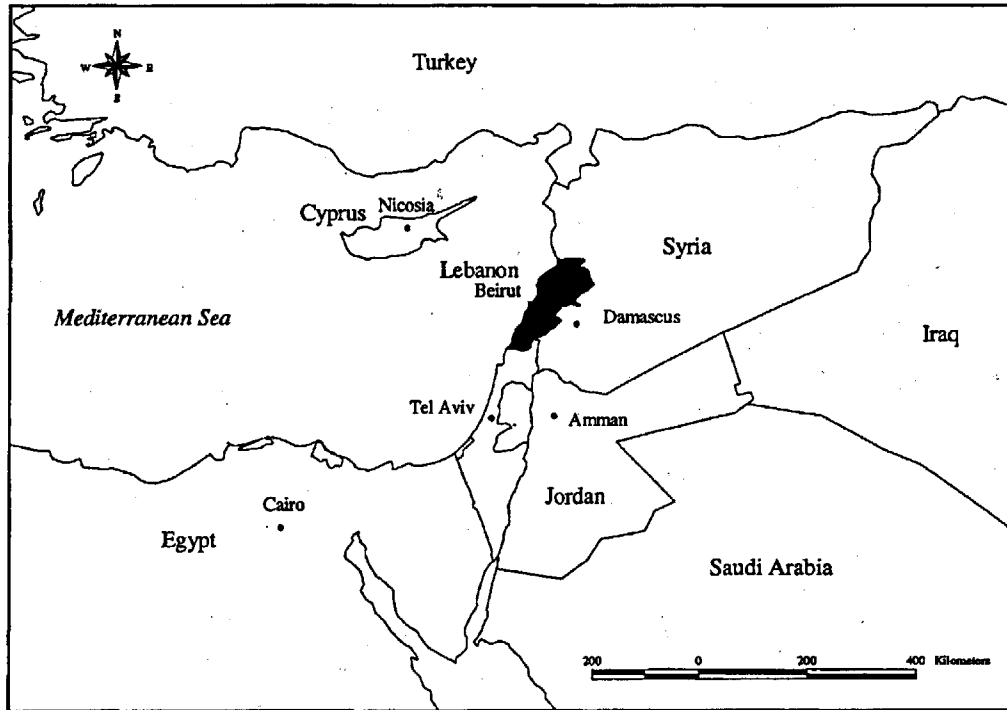 N
W E
S
Turkey
Nicosia
Cyprus
Syria
Lebanon
Beirut
Mediterranean Sea
Damascus
Iraq
Tel Aviv
Amman
Cairo
Jordan
Egypt
Saudi Arabia
200 0 200 400 Kilometers